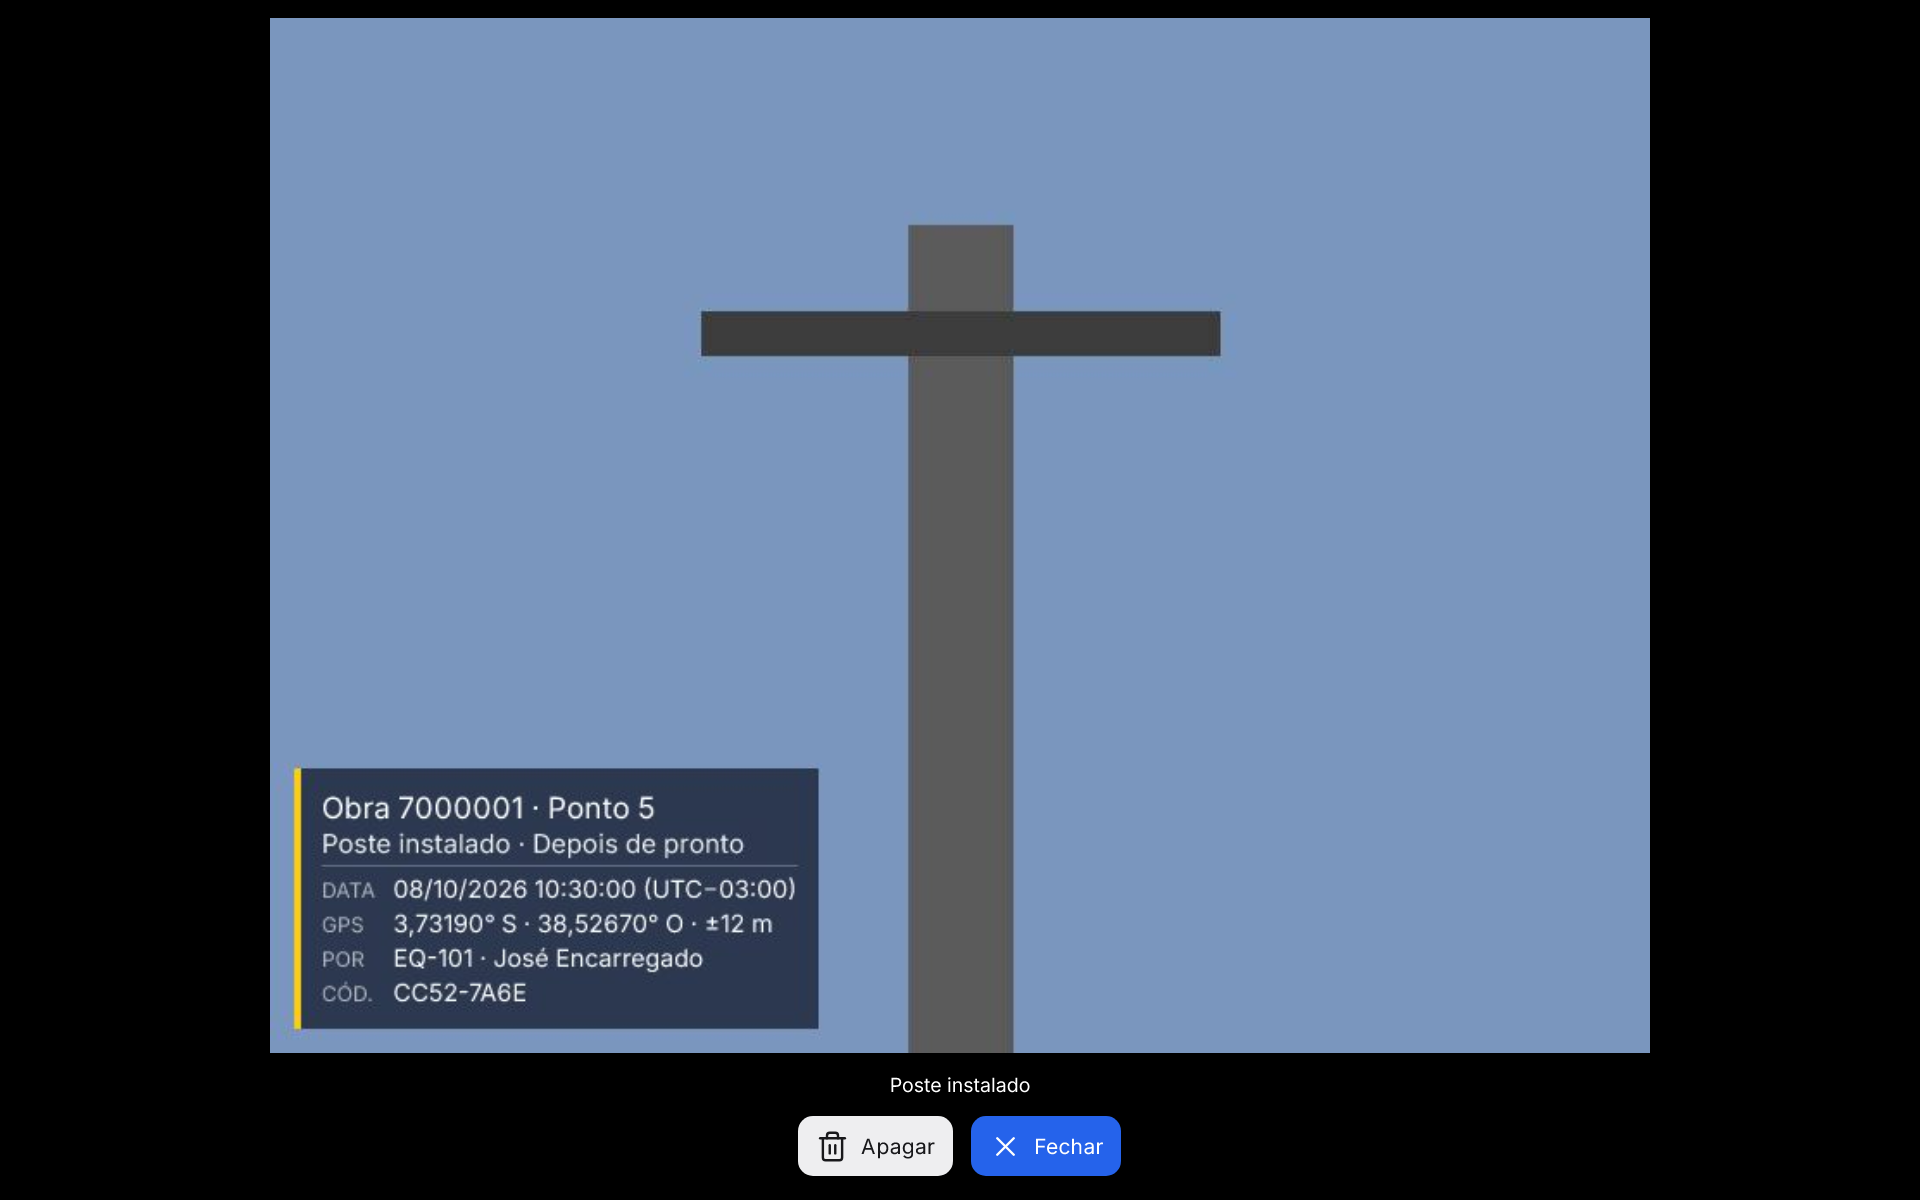 Obra 7000001 · Ponto 5
Poste instalado · Depois de pronto
DATA 08/10/2026 10:30:00 (UTC−03:00)
GPS 3,73190° S · 38,52670° O · ±12 m
POR EQ-101 · José Encarregado
CÓD. CC52-7A6E
Poste instalado
Apagar
Fechar